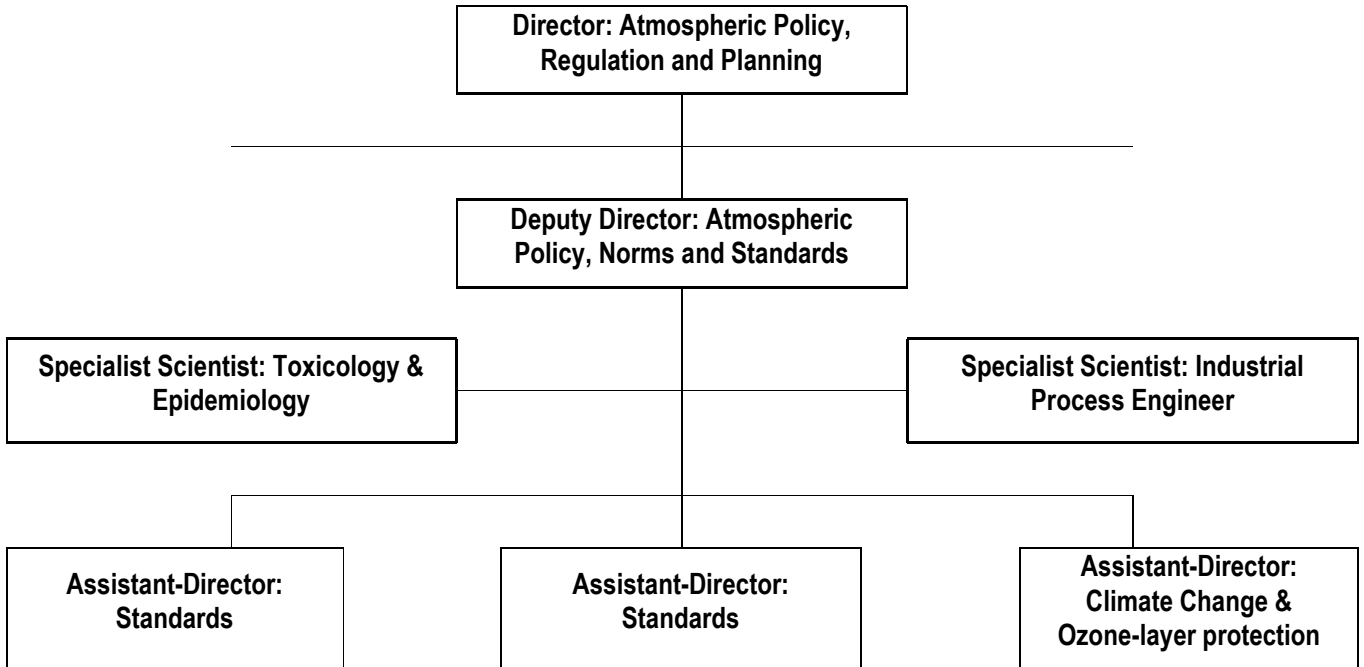 Director: Atmospheric Policy,
Regulation and Planning
Deputy Director: Atmospheric
Policy, Norms and Standards
Specialist Scientist: Toxicology &
Epidemiology
Specialist Scientist: Industrial
Process Engineer
Assistant-Director:
Standards
Assistant-Director:
Standards
Assistant-Director:
Climate Change &
Ozone-layer protection